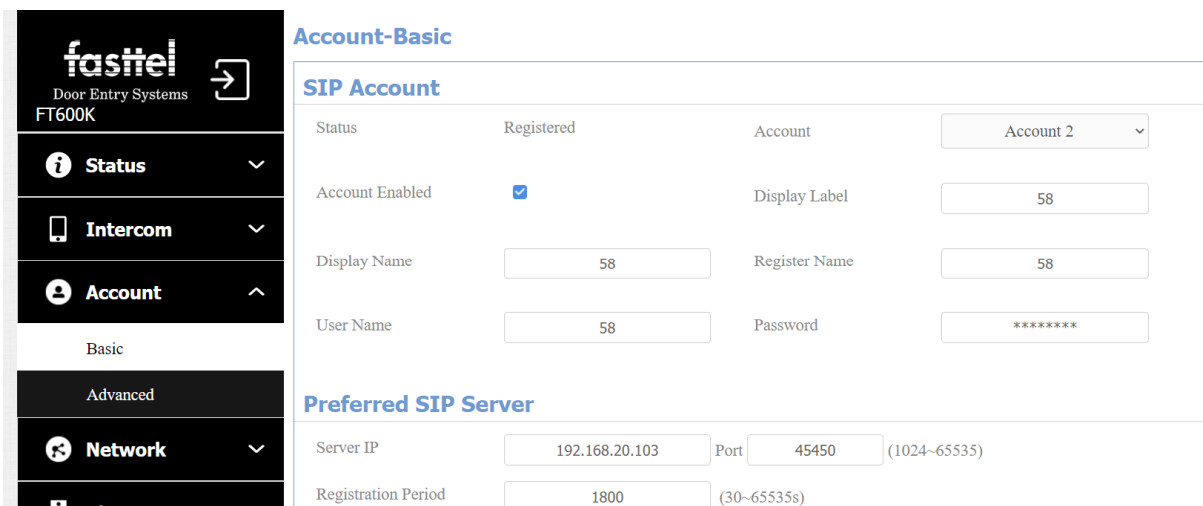 fasttel
Door Entry Systems
FT600K
Status
Intercom
Account
Basic
Advanced
Network
Account-Basic
SIP Account
Status Registered Account Account 2
Account Enabled Display Label 58
Display Name 58 Register Name 58
User Name 58 Password ********
Preferred SIP Server
Server IP 192.168.20.103 Port 45450 (1024~65535)
Registration Period 1800 (30~65535s)